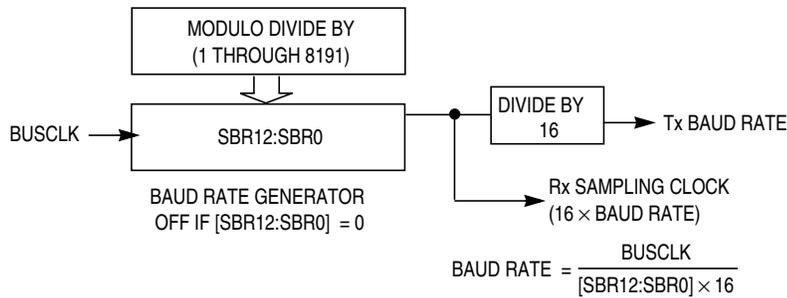 MODULO DIVIDE BY
(1 THROUGH 8191)
BUSCLK
SBR12:SBR0
DIVIDE BY
16
Tx BAUD RATE
BAUD RATE GENERATOR
OFF IF [SBR12:SBR0] = 0
Rx SAMPLING CLOCK
(16 × BAUD RATE)
BAUD RATE =
BUSCLK
[SBR12:SBR0] × 16